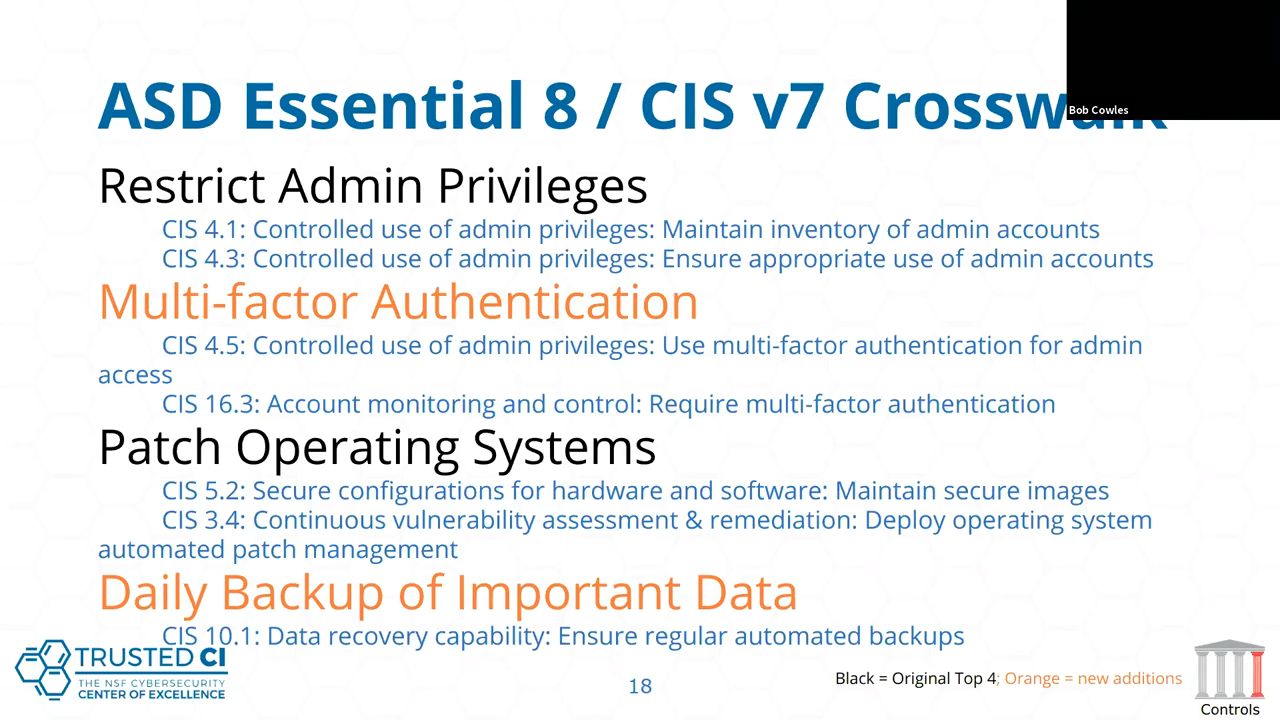 ASD Essential 8 / CIS v7
Bob Cowles
Restrict Admin Privileges
CIS 4.1: Controlled use of admin privileges: Maintain inventory of admin accounts
CIS 4.3: Controlled use of admin privileges: Ensure appropriate use of admin accounts
Multi-factor Authentication
CIS 4.5: Controlled use of admin privileges: Use multi-factor authentication for admin
access
CIS 16.3: Account monitoring and control: Require multi-factor authentication
Patch Operating Systems
CIS 5.2: Secure configurations for hardware and software: Maintain secure images
CIS 3.4: Continuous vulnerability assessment & remediation: Deploy operating system
automated patch management
Daily Backup of Important Data
CIS 10.1: Data recovery capability: Ensure regular automated backups
TRUSTED CI
THE NSF CYBERSECURITY
CENTER OF EXCELLENCE
18
Black = Original Top 4; Orange = new additions
Controls